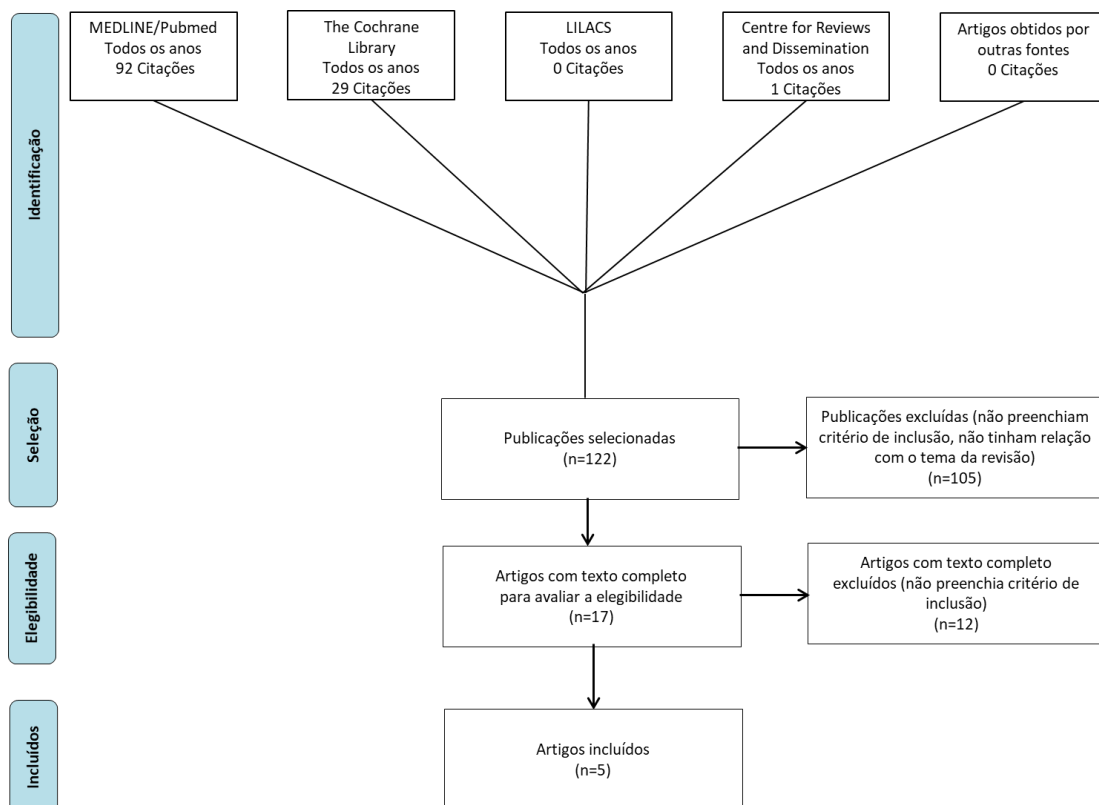 Identificação
MEDLINE/Pubmed
Todos os anos
92 Citações
The Cochrane
Library
Todos os anos
29 Citações
LILACS
Todos os anos
0 Citações
Centre for Reviews
and Dissemination
Todos os anos
1 Citações
Artigos obtidos por
outras fontes
0 Citações
Seleção
Publicações selecionadas
(n=122)
Publicações excluídas (não preenchiam
critério de inclusão, não tinham relação
com o tema da revisão)
(n=105)
Elegibilidade
Artigos com texto completo
para avaliar a elegibilidade
(n=17)
Artigos com texto completo
excluídos (não preenchia critério de
inclusão)
(n=12)
Incluídos
Artigos incluídos
(n=5)